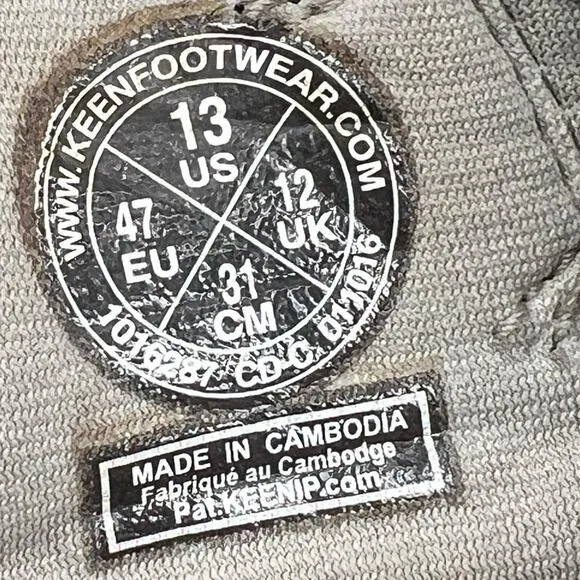 WWW.KEENFOOTWEAR.COM
13
US
12
UK
47
EU
31
CM
1016287 CD-C 011016
MADE IN CAMBODIA
Fabriqué au Cambodge
Pat.KEENIP.com